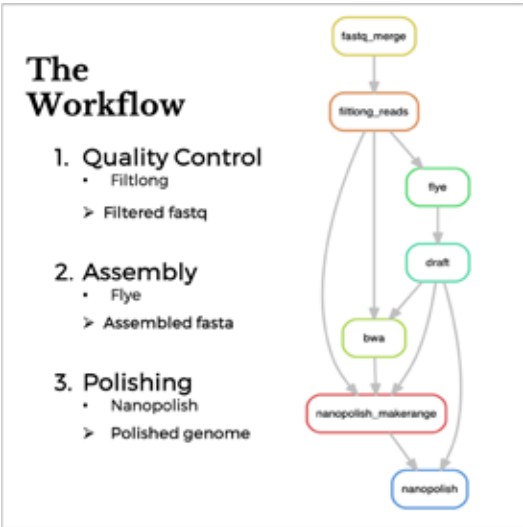 The
Workflow
1. Quality Control
• Filtlong
➢ Filtered fastq
2. Assembly
• Flye
➢ Assembled fasta
3. Polishing
• Nanopolish
➢ Polished genome
fastq_merge
filtlong_reads
flye
draft
bwa
nanopolish_makerange
nanopolish